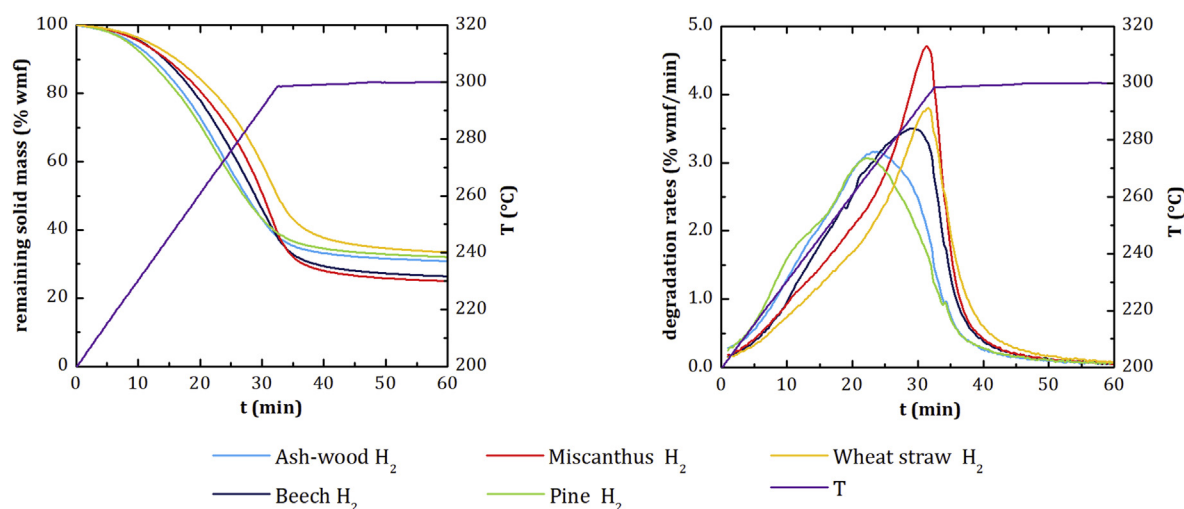 remaining solid mass (% wmf)
100
80
60
40
20
0
0 10 20 30 40 50 60
t (min)
320
300
280
260
240
220
200
T (°C)
degradation rates (% wmf/min)
5.0
4.0
3.0
2.0
1.0
0.0
0 10 20 30 40 50 60
t (min)
320
300
280
260
240
220
200
T (°C)
Ash-wood H₂ Miscanthus H₂ Wheat straw H₂
Beech H₂ Pine H₂ T